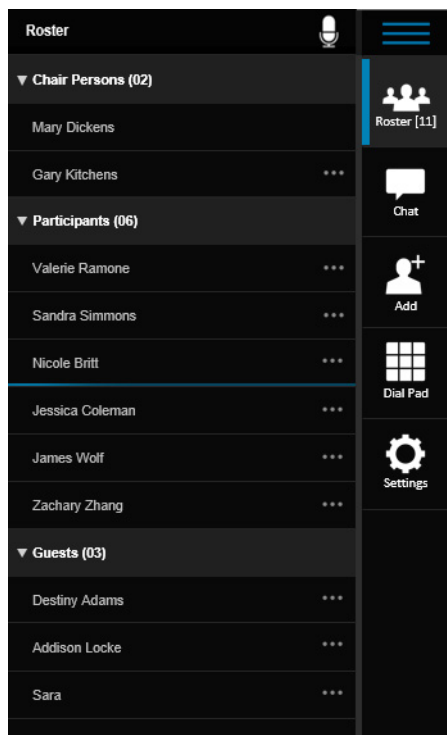 Roster
▼ Chair Persons (02)
Mary Dickens
Gary Kitchens
▼ Participants (06)
Valerie Ramone
Sandra Simmons
Nicole Britt
Jessica Coleman
James Wolf
Zachary Zhang
▼ Guests (03)
Destiny Adams
Addison Locke
Sara
Roster [11]
Chat
Add
Dial Pad
Settings